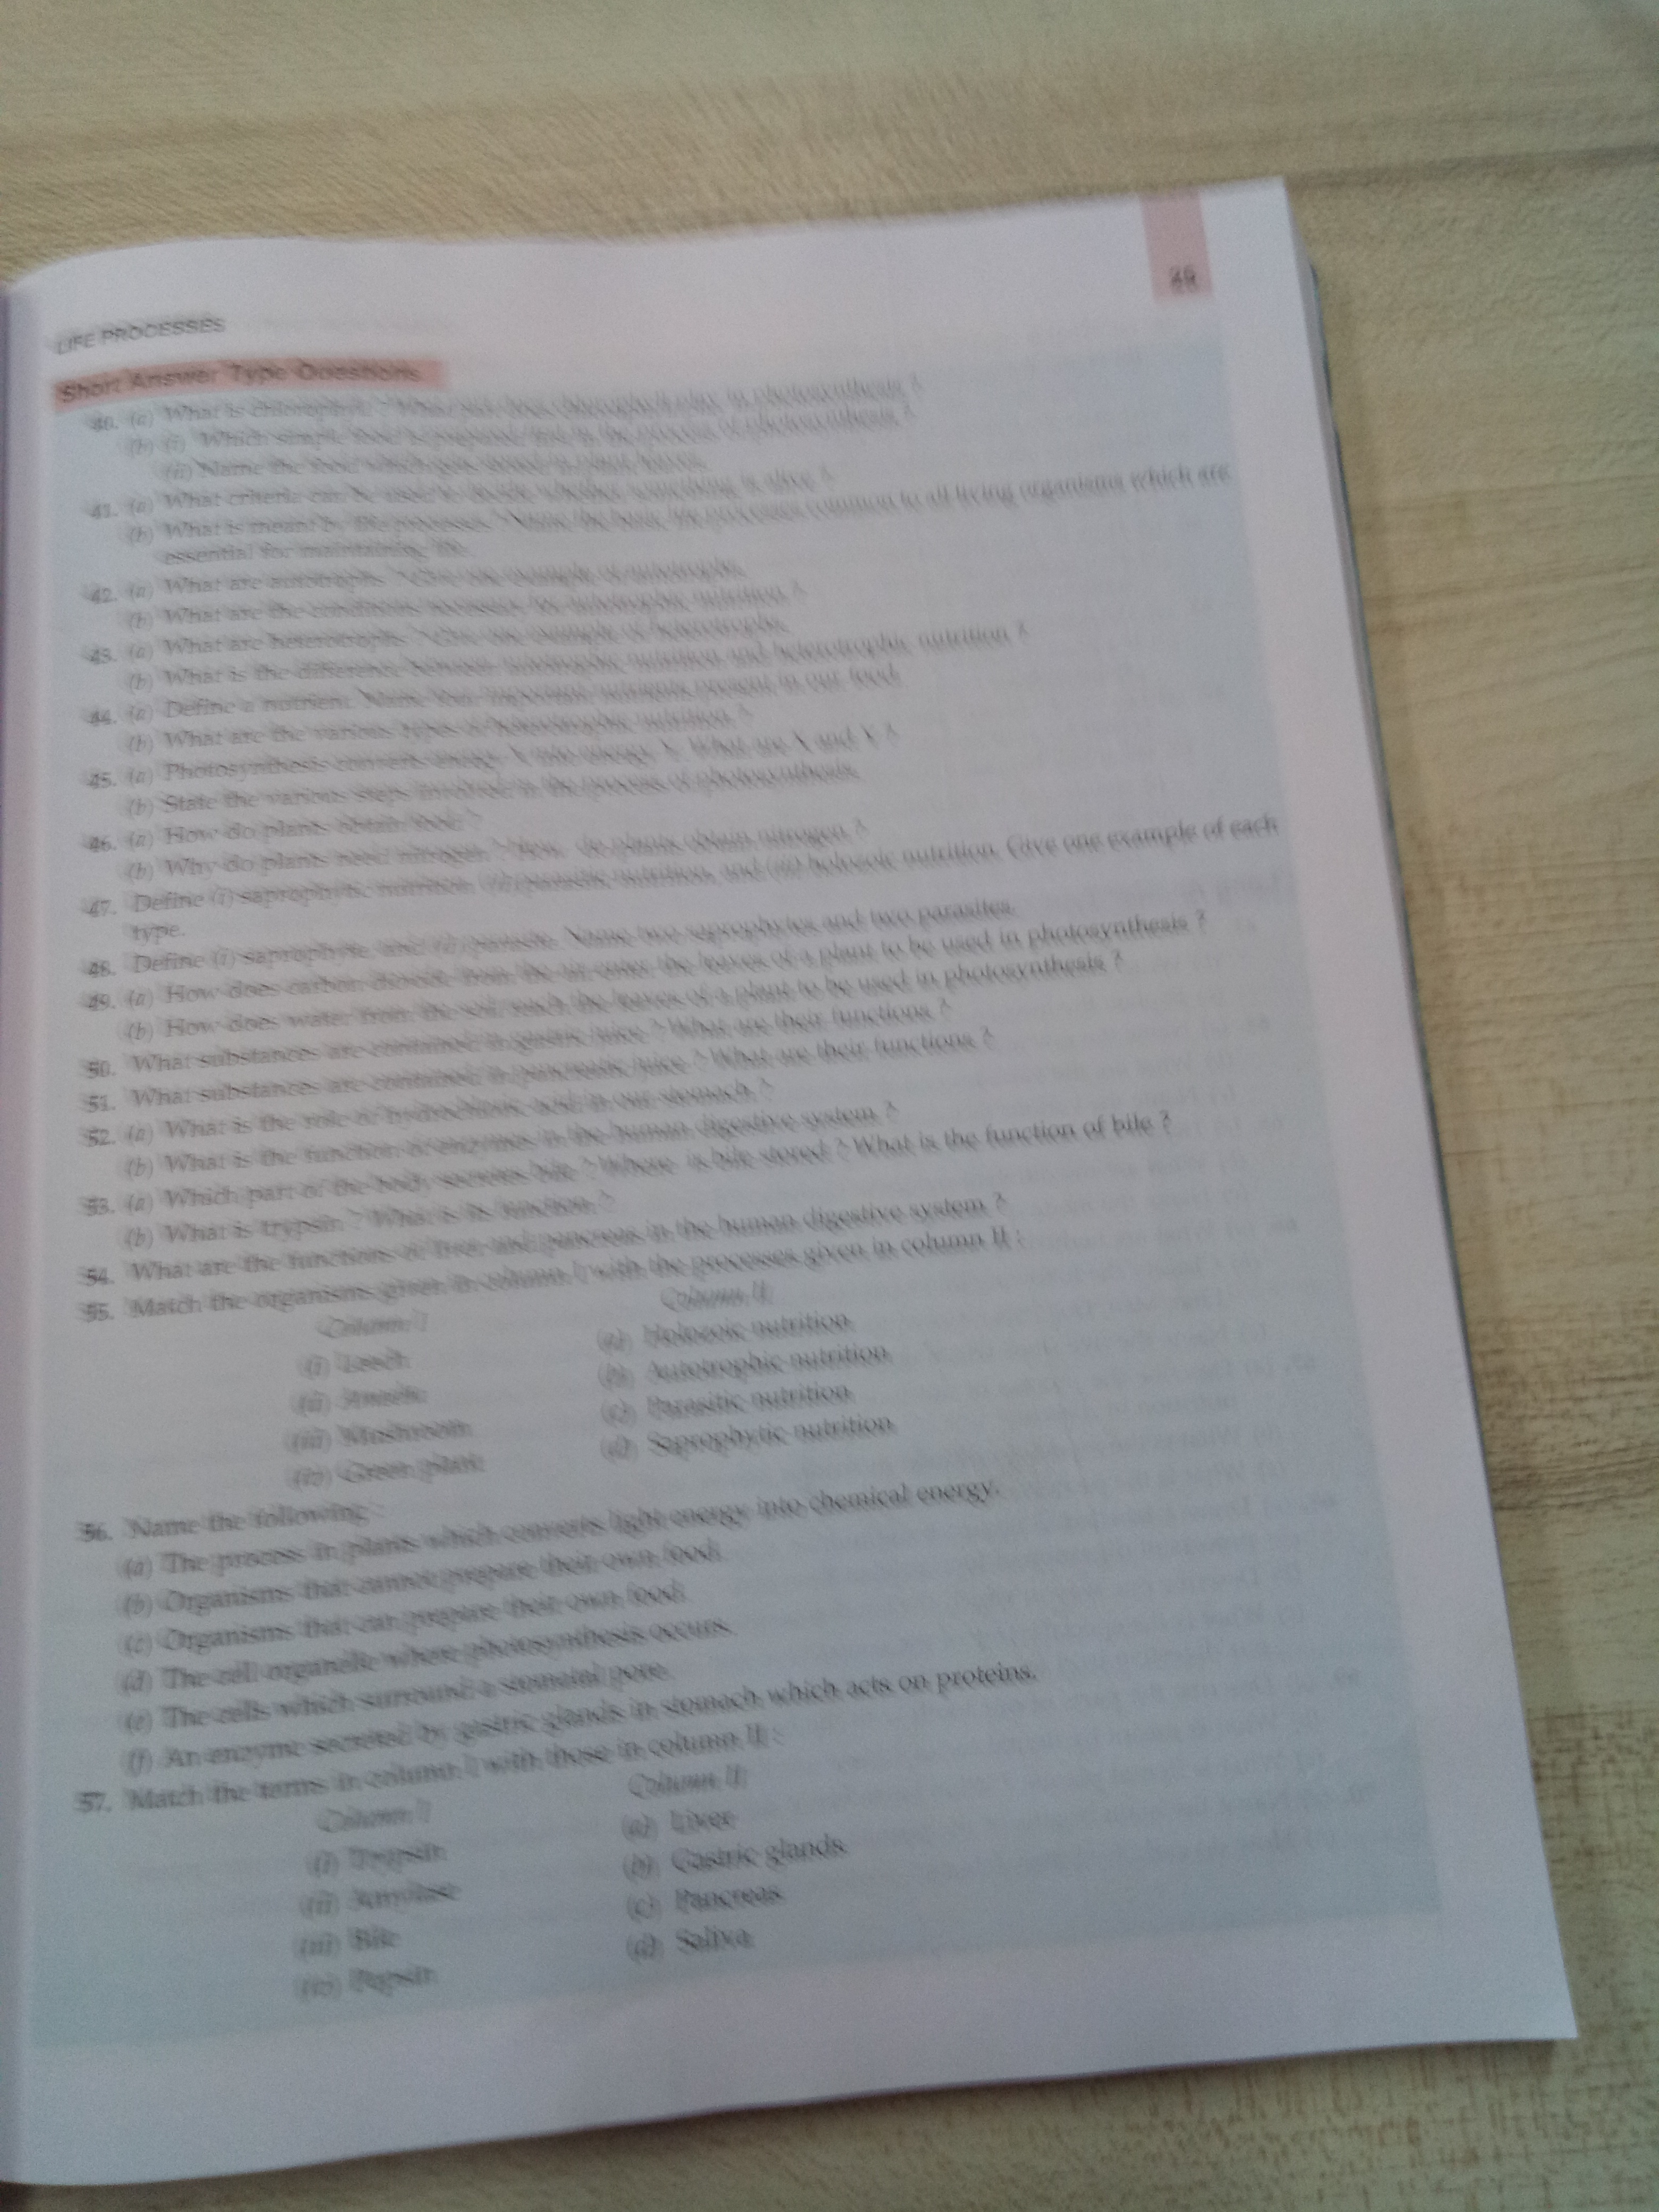 LIFE PROCESSES
Short Answer Type Questions
40. (a) What is chlorophyll ? What role does chlorophyll play in photosynthesis ?
(b) (i) Which simple food is prepared first in the process of photosynthesis ?
(ii) Name the food which gets stored in plant leaves.
41. (a) What criteria can be used to decide whether something is alive ?
(b) What is meant by life processes ? Name the basic life processes common to all living organisms which are
essential for maintaining life.
42. (a) What are autotrophs ? Give one example of autotrophs.
(b) What are the conditions necessary for autotrophic nutrition ?
43. (a) What are heterotrophs ? Give one example of heterotrophs.
(b) What is the difference between autotrophic nutrition and heterotrophic nutrition ?
44. (a) Define a nutrient. Name four important nutrients present in our food.
(b) What are the various types of heterotrophic nutrition ?
45. (a) Photosynthesis converts energy X into energy Y. What are X and Y ?
(b) State the various steps involved in the process of photosynthesis.
46. (a) How do plants obtain food ?
(b) Why do plants need nitrogen ? How do plants obtain nitrogen ?
47. Define (i) saprophytic nutrition (ii) parasitic nutrition, and (iii) holozoic nutrition. Give one example of each
type.
48. Define (i) saprophyte, and (ii) parasite. Name two saprophytes and two parasites.
49. (a) How does carbon dioxide from the air enter the leaves of a plant to be used in photosynthesis ?
(b) How does water from the soil reach the leaves of a plant to be used in photosynthesis ?
50. What substances are contained in gastric juice ? What are their functions ?
51. What substances are contained in pancreatic juice ? What are their functions ?
52. (a) What is the role of hydrochloric acid in our stomach ?
(b) What is the function of enzymes in the human digestive system ?
53. (a) Which part of the body secretes bile ? Where is bile stored ? What is the function of bile ?
(b) What is trypsin ? What is its function ?
54. What are the functions of liver and pancreas in the human digestive system ?
55. Match the organisms given in column I with the processes given in column II :
Column I Column II
(i) Leech (a) Holozoic nutrition
(ii) Amoeba (b) Autotrophic nutrition
(iii) Mushroom (c) Parasitic nutrition
(iv) Green plant (d) Saprophytic nutrition
56. Name the following :
(a) The process in plants which converts light energy into chemical energy.
(b) Organisms that cannot prepare their own food.
(c) Organisms that can prepare their own food.
(d) The cell organelle where photosynthesis occurs.
(e) The cells which surround a stomatal pore.
(f) An enzyme secreted by gastric glands in stomach which acts on proteins.
57. Match the terms in column I with those in column II :
Column I Column II
(i) Trypsin (a) Liver
(ii) Amylase (b) Gastric glands
(iii) Bile (c) Pancreas
(iv) Pepsin (d) Saliva